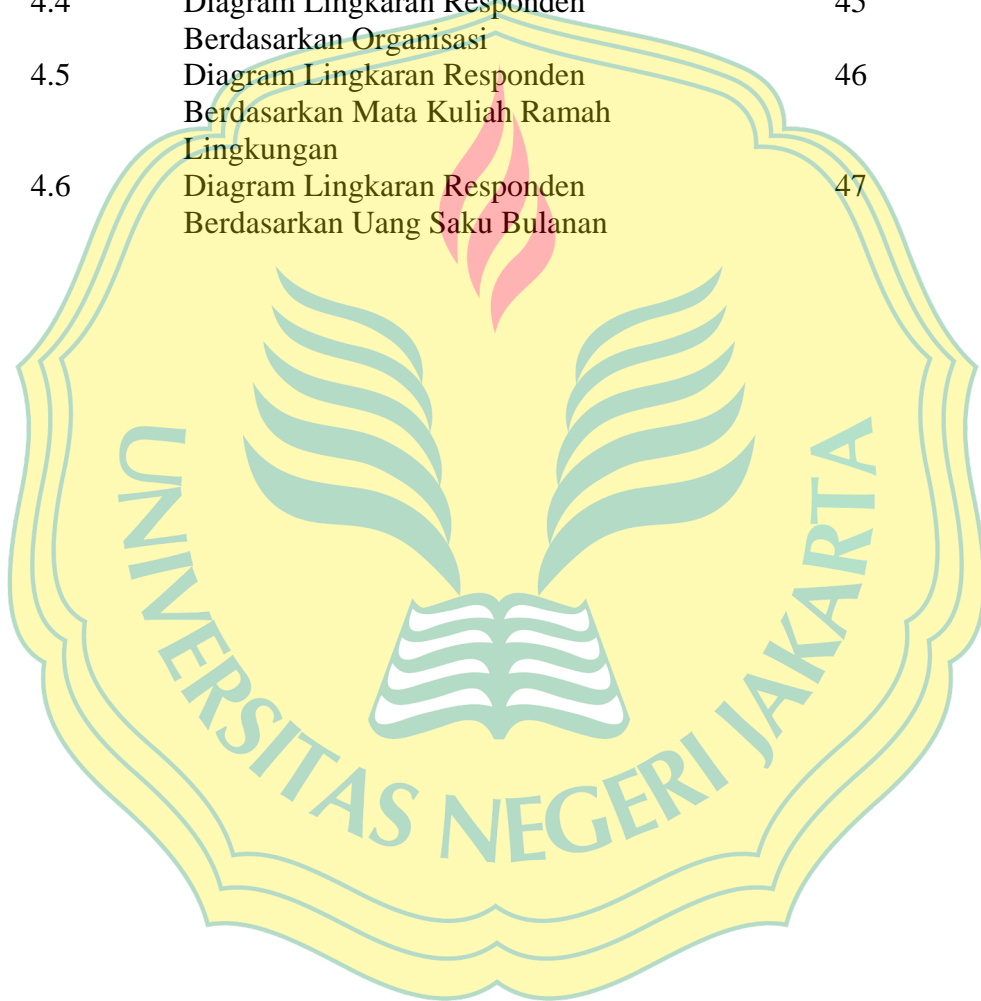 4.4 Diagram Lingkaran Responden 45
Berdasarkan Organisasi
4.5 Diagram Lingkaran Responden 46
Berdasarkan Mata Kuliah Ramah
Lingkungan
4.6 Diagram Lingkaran Responden 47
Berdasarkan Uang Saku Bulanan
UNIVERSITAS NEGERI JAKARTA